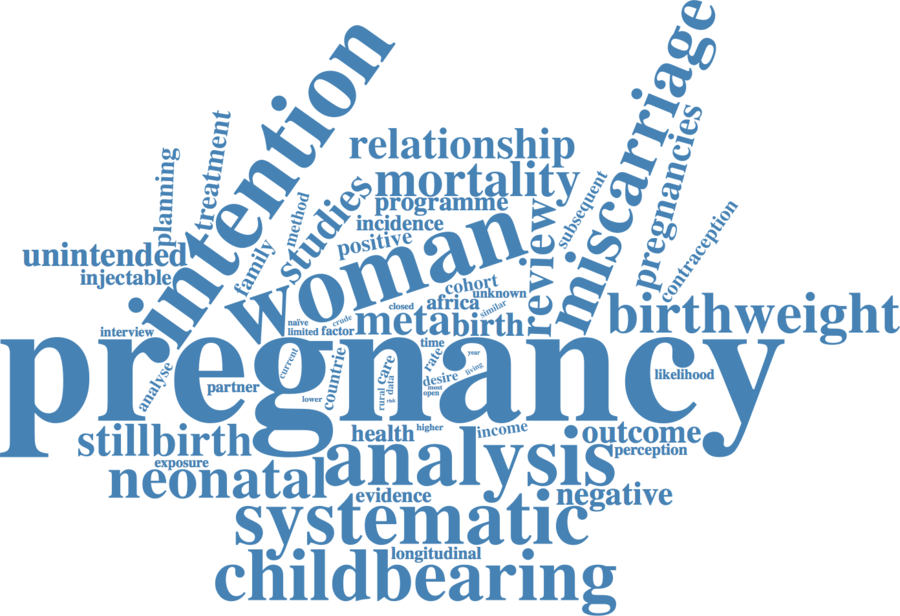 intention
miscarriage
planning
treatment
relationship
pregnancies
mortality
subsequent
method
studies
programme
contraception
unintended
family
incidence
positive
woman
review
injectable
cohort
unknown
birthweight
closed
africa
similar
naïve
crude
interview
limited
factor
meta
birth
pregnancy
time
year
current
countrie
care
rate
living
likelihood
analyse
partner
rural
data
desire
most
open
lower
risk
stillbirth
health
higher
income
outcome
perception
exposure
neonatal
analysis
evidence
negative
systematic
longitudinal
childbearing